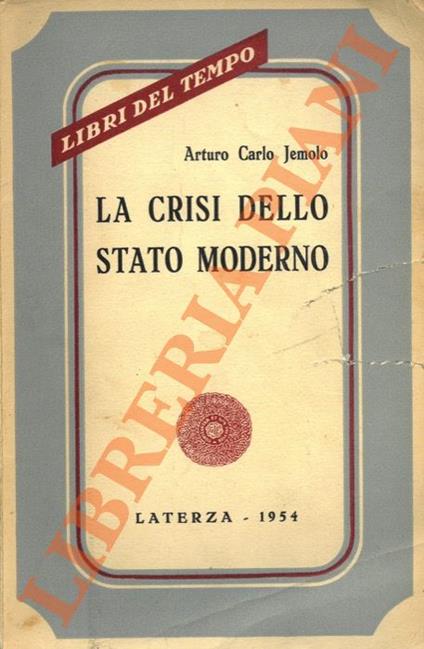 LIBRI DEL TEMPO
Arturo Carlo Jemolo
LA CRISI DELLO
STATO MODERNO
LATERZA - 1954
LIBRERIA PIANI